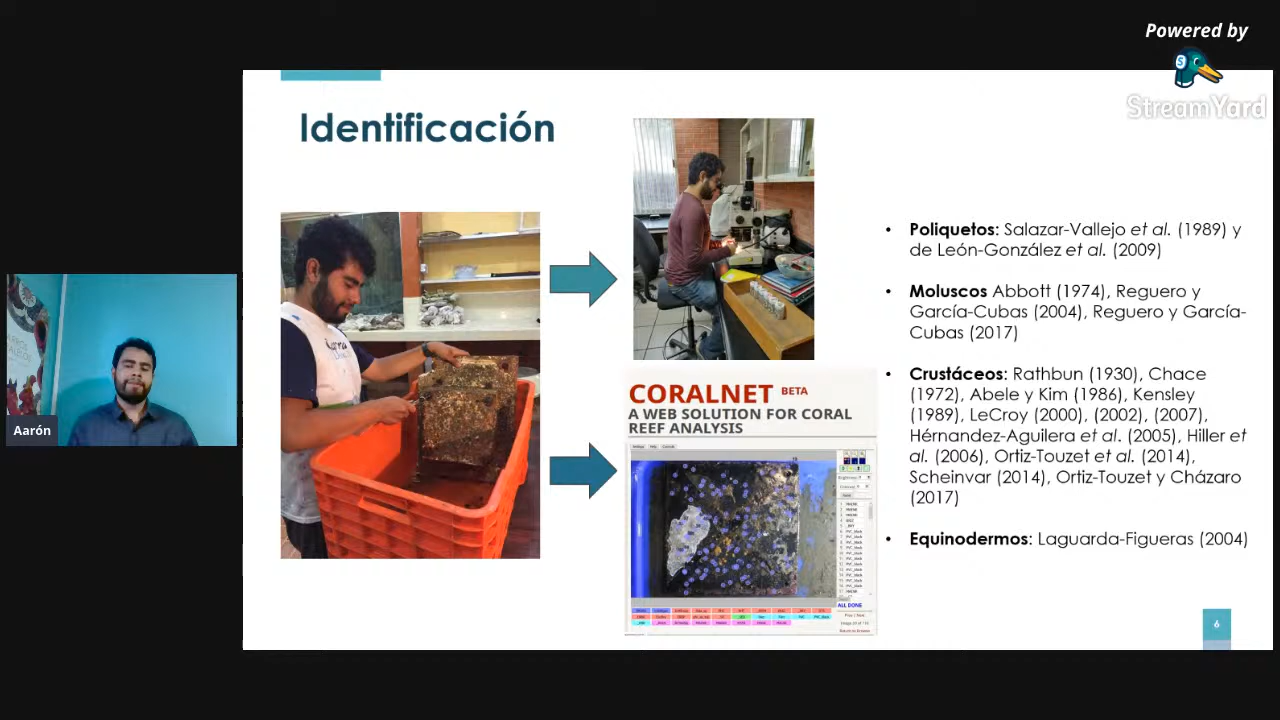 Powered by
StreamYard
Identificación
Poliquetos: Salazar-Vallejo et al. (1989) y
de León-González et al. (2009)
Moluscos Abbott (1974), Reguero y
García-Cubas (2004), Reguero y García-
Cubas (2017)
Crustáceos: Rathbun (1930), Chace
(1972), Abele y Kim (1986), Kensley
(1989), LeCroy (2000), (2002), (2007),
Hérnandez-Aguilera et al. (2005), Hiller et
al. (2006), Ortiz-Touzet et al. (2014),
Scheinvar (2014), Ortiz-Touzet y Cházaro
(2017)
Equinodermos: Laguarda-Figueras (2004)
CORALNET BETA
A WEB SOLUTION FOR CORAL
REEF ANALYSIS
ALL DONE
Aarón
6